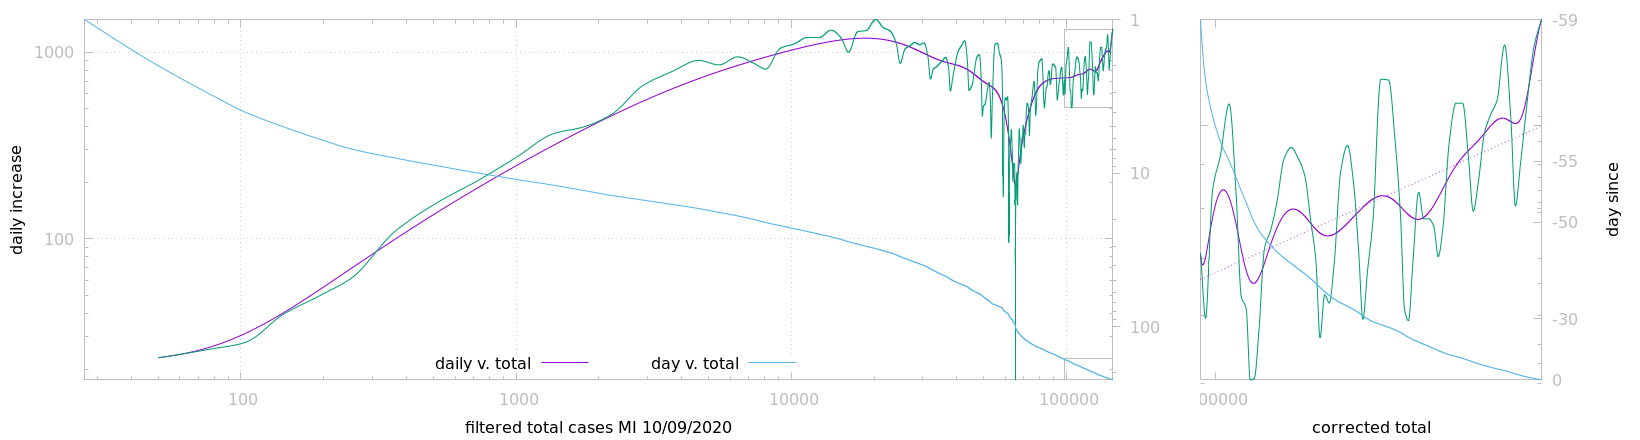 daily increase
1000
100
100
1000
10000
100000
1
10
100
daily v. total
day v. total
filtered total cases MI 10/09/2020
00000
-59
-55
-50
-30
0
day since
corrected total